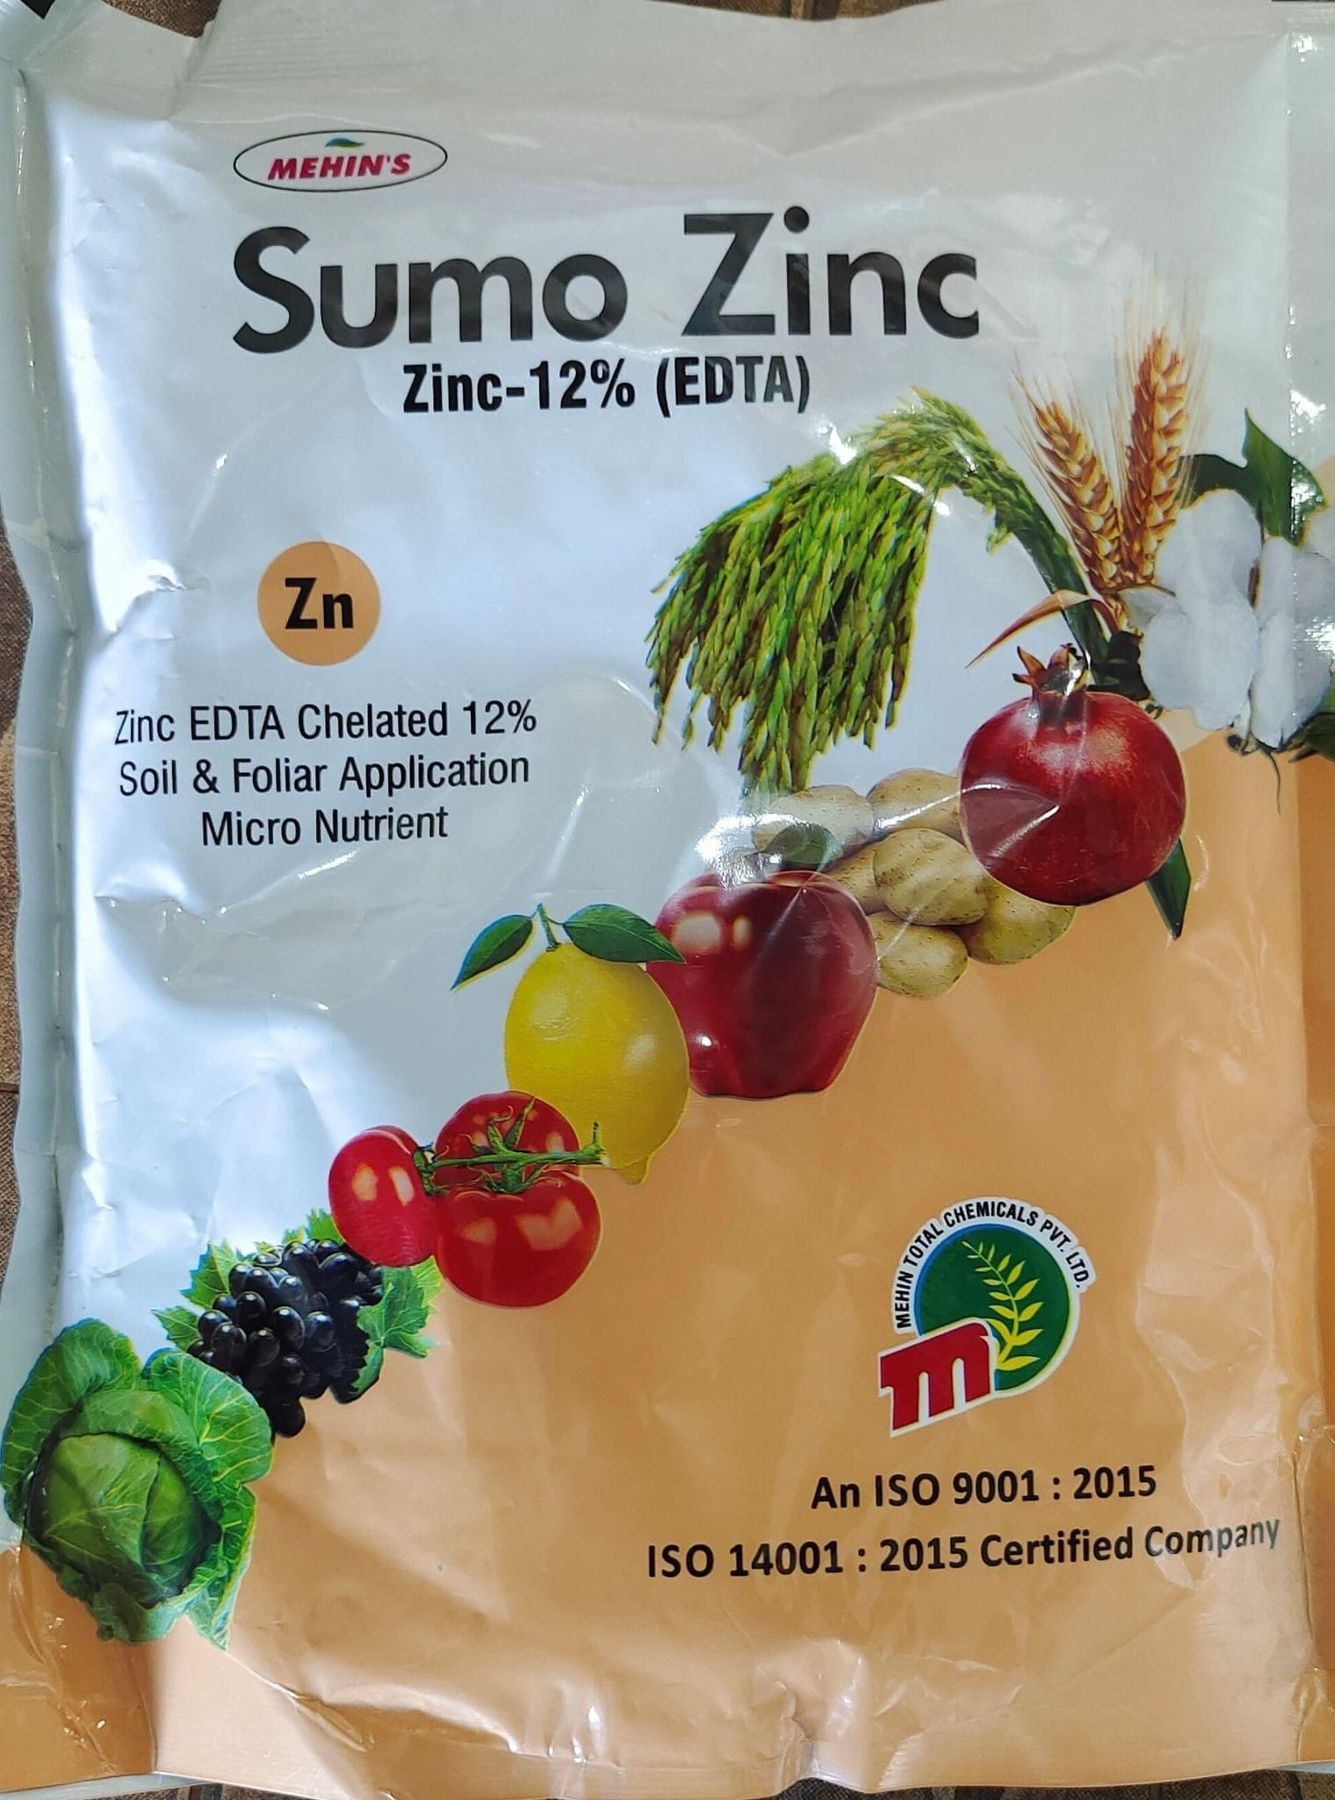 MEHIN'S
Sumo Zinc
Zinc-12% (EDTA)
Zn
Zinc EDTA Chelated 12%
Soil & Foliar Application
Micro Nutrient
MEHIN TOTAL CHEMICALS PVT. LTD.
m
An ISO 9001 : 2015
ISO 14001 : 2015 Certified Company